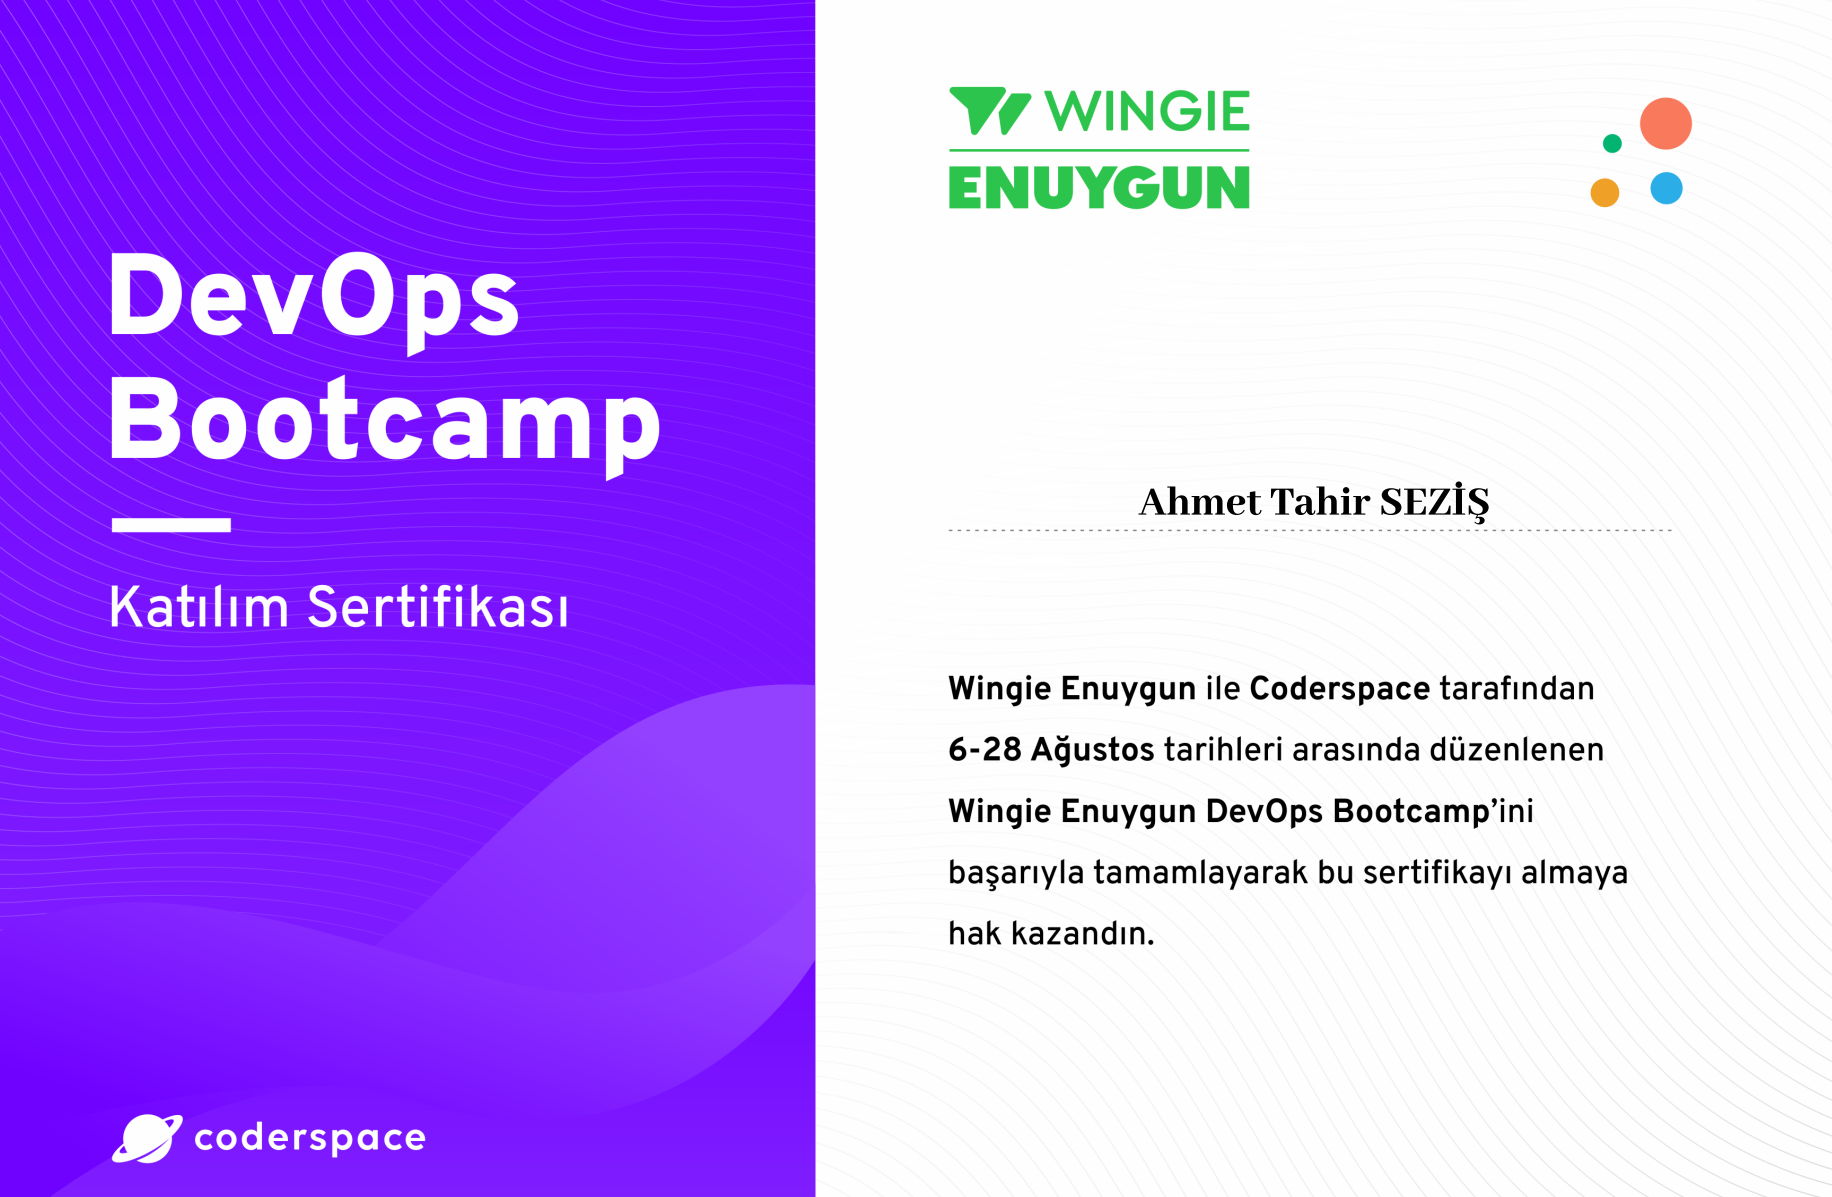 DevOps
Bootcamp
Katılım Sertifikası
coderspace
WINGIE
ENUYGUN
Ahmet Tahir SEZİŞ
Wingie Enuygun ile Coderspace tarafından
6-28 Ağustos tarihleri arasında düzenlenen
Wingie Enuygun DevOps Bootcamp’ini
başarıyla tamamlayarak bu sertifikayı almaya
hak kazandın.